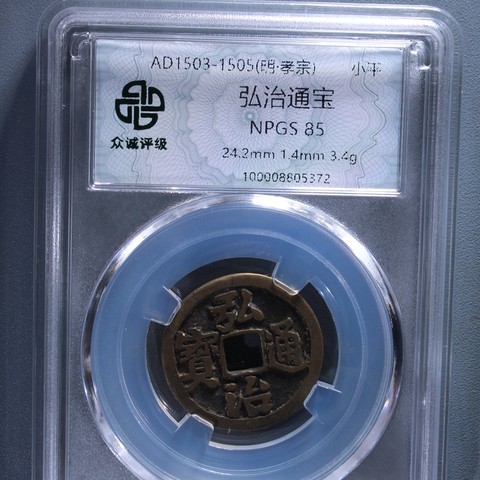 AD1503-1505(明·孝宗) 小平
弘治通宝
NPGS 85
24.2mm 1.4mm 3.4g
100008805372
众诚评级
弘治通寶